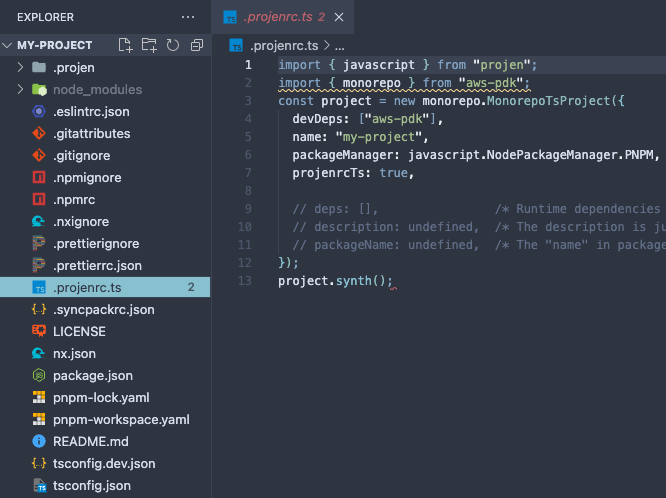 EXPLORER
MY-PROJECT
.projen
node_modules
.eslintrc.json
.gitattributes
.gitignore
.npmignore
.npmrc
.nxignore
.prettierignore
.prettierrc.json
.projenrc.ts 2
.syncpackrc.json
LICENSE
nx.json
package.json
pnpm-lock.yaml
pnpm-workspace.yaml
README.md
tsconfig.dev.json
tsconfig.json
.projenrc.ts 2
.projenrc.ts > ...
1 import { javascript } from "projen";
2 import { monorepo } from "aws-pdk";
3 const project = new monorepo.MonorepoTsProject({
4 devDeps: ["aws-pdk"],
5 name: "my-project",
6 packageManager: javascript.NodePackageManager.PNPM,
7 projenrcTs: true,
8
9 // deps: [], /* Runtime dependencies
10 // description: undefined, /* The description is ju
11 // packageName: undefined, /* The "name" in package
12 });
13 project.synth();